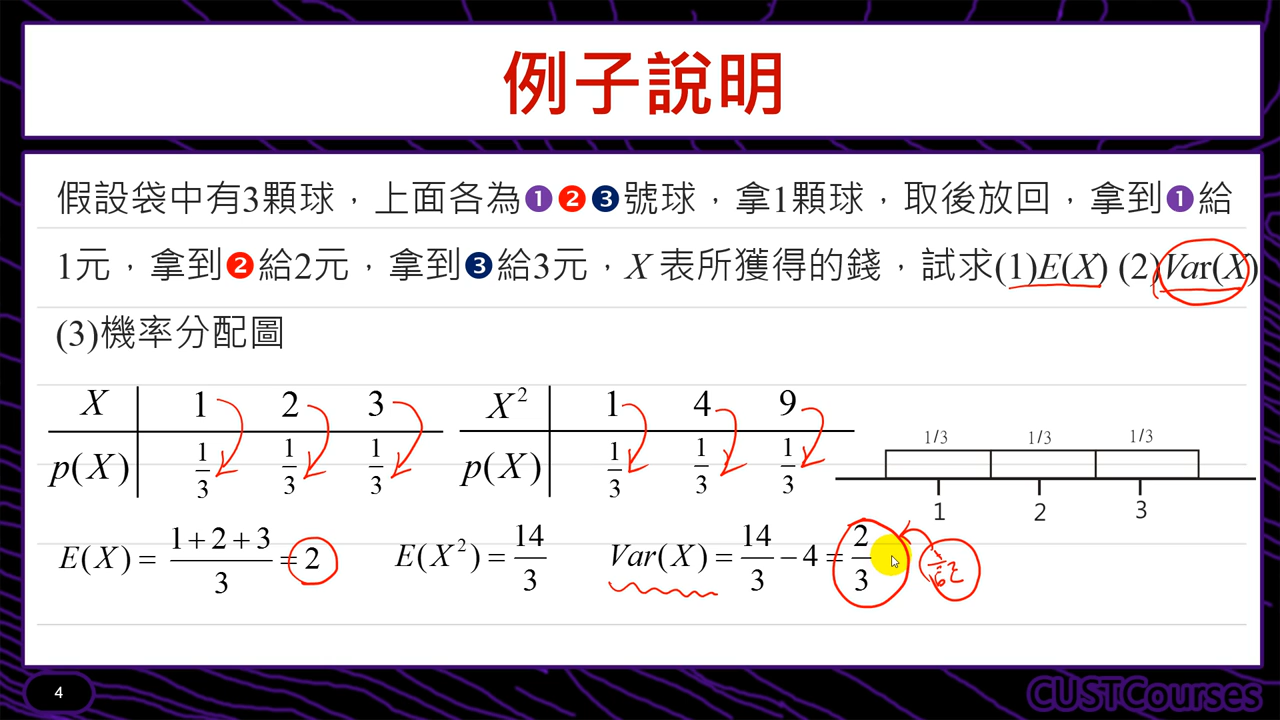 例子說明
假設袋中有3顆球，上面各為❶❷❸號球，拿1顆球，取後放回，拿到❶給
1元，拿到❷給2元，拿到❸給3元，X 表所獲得的錢，試求(1)E(X) (2)Var(X)
(3)機率分配圖
X 1 2 3
p(X) 1/3 1/3 1/3
X² 1 4 9
p(X) 1/3 1/3 1/3
1/3 1/3 1/3
1 2 3
E(X) = (1+2+3)/3 = 2
E(X²) = 14/3
Var(X) = 14/3 − 4 = 2/3
4
CUSTCourses